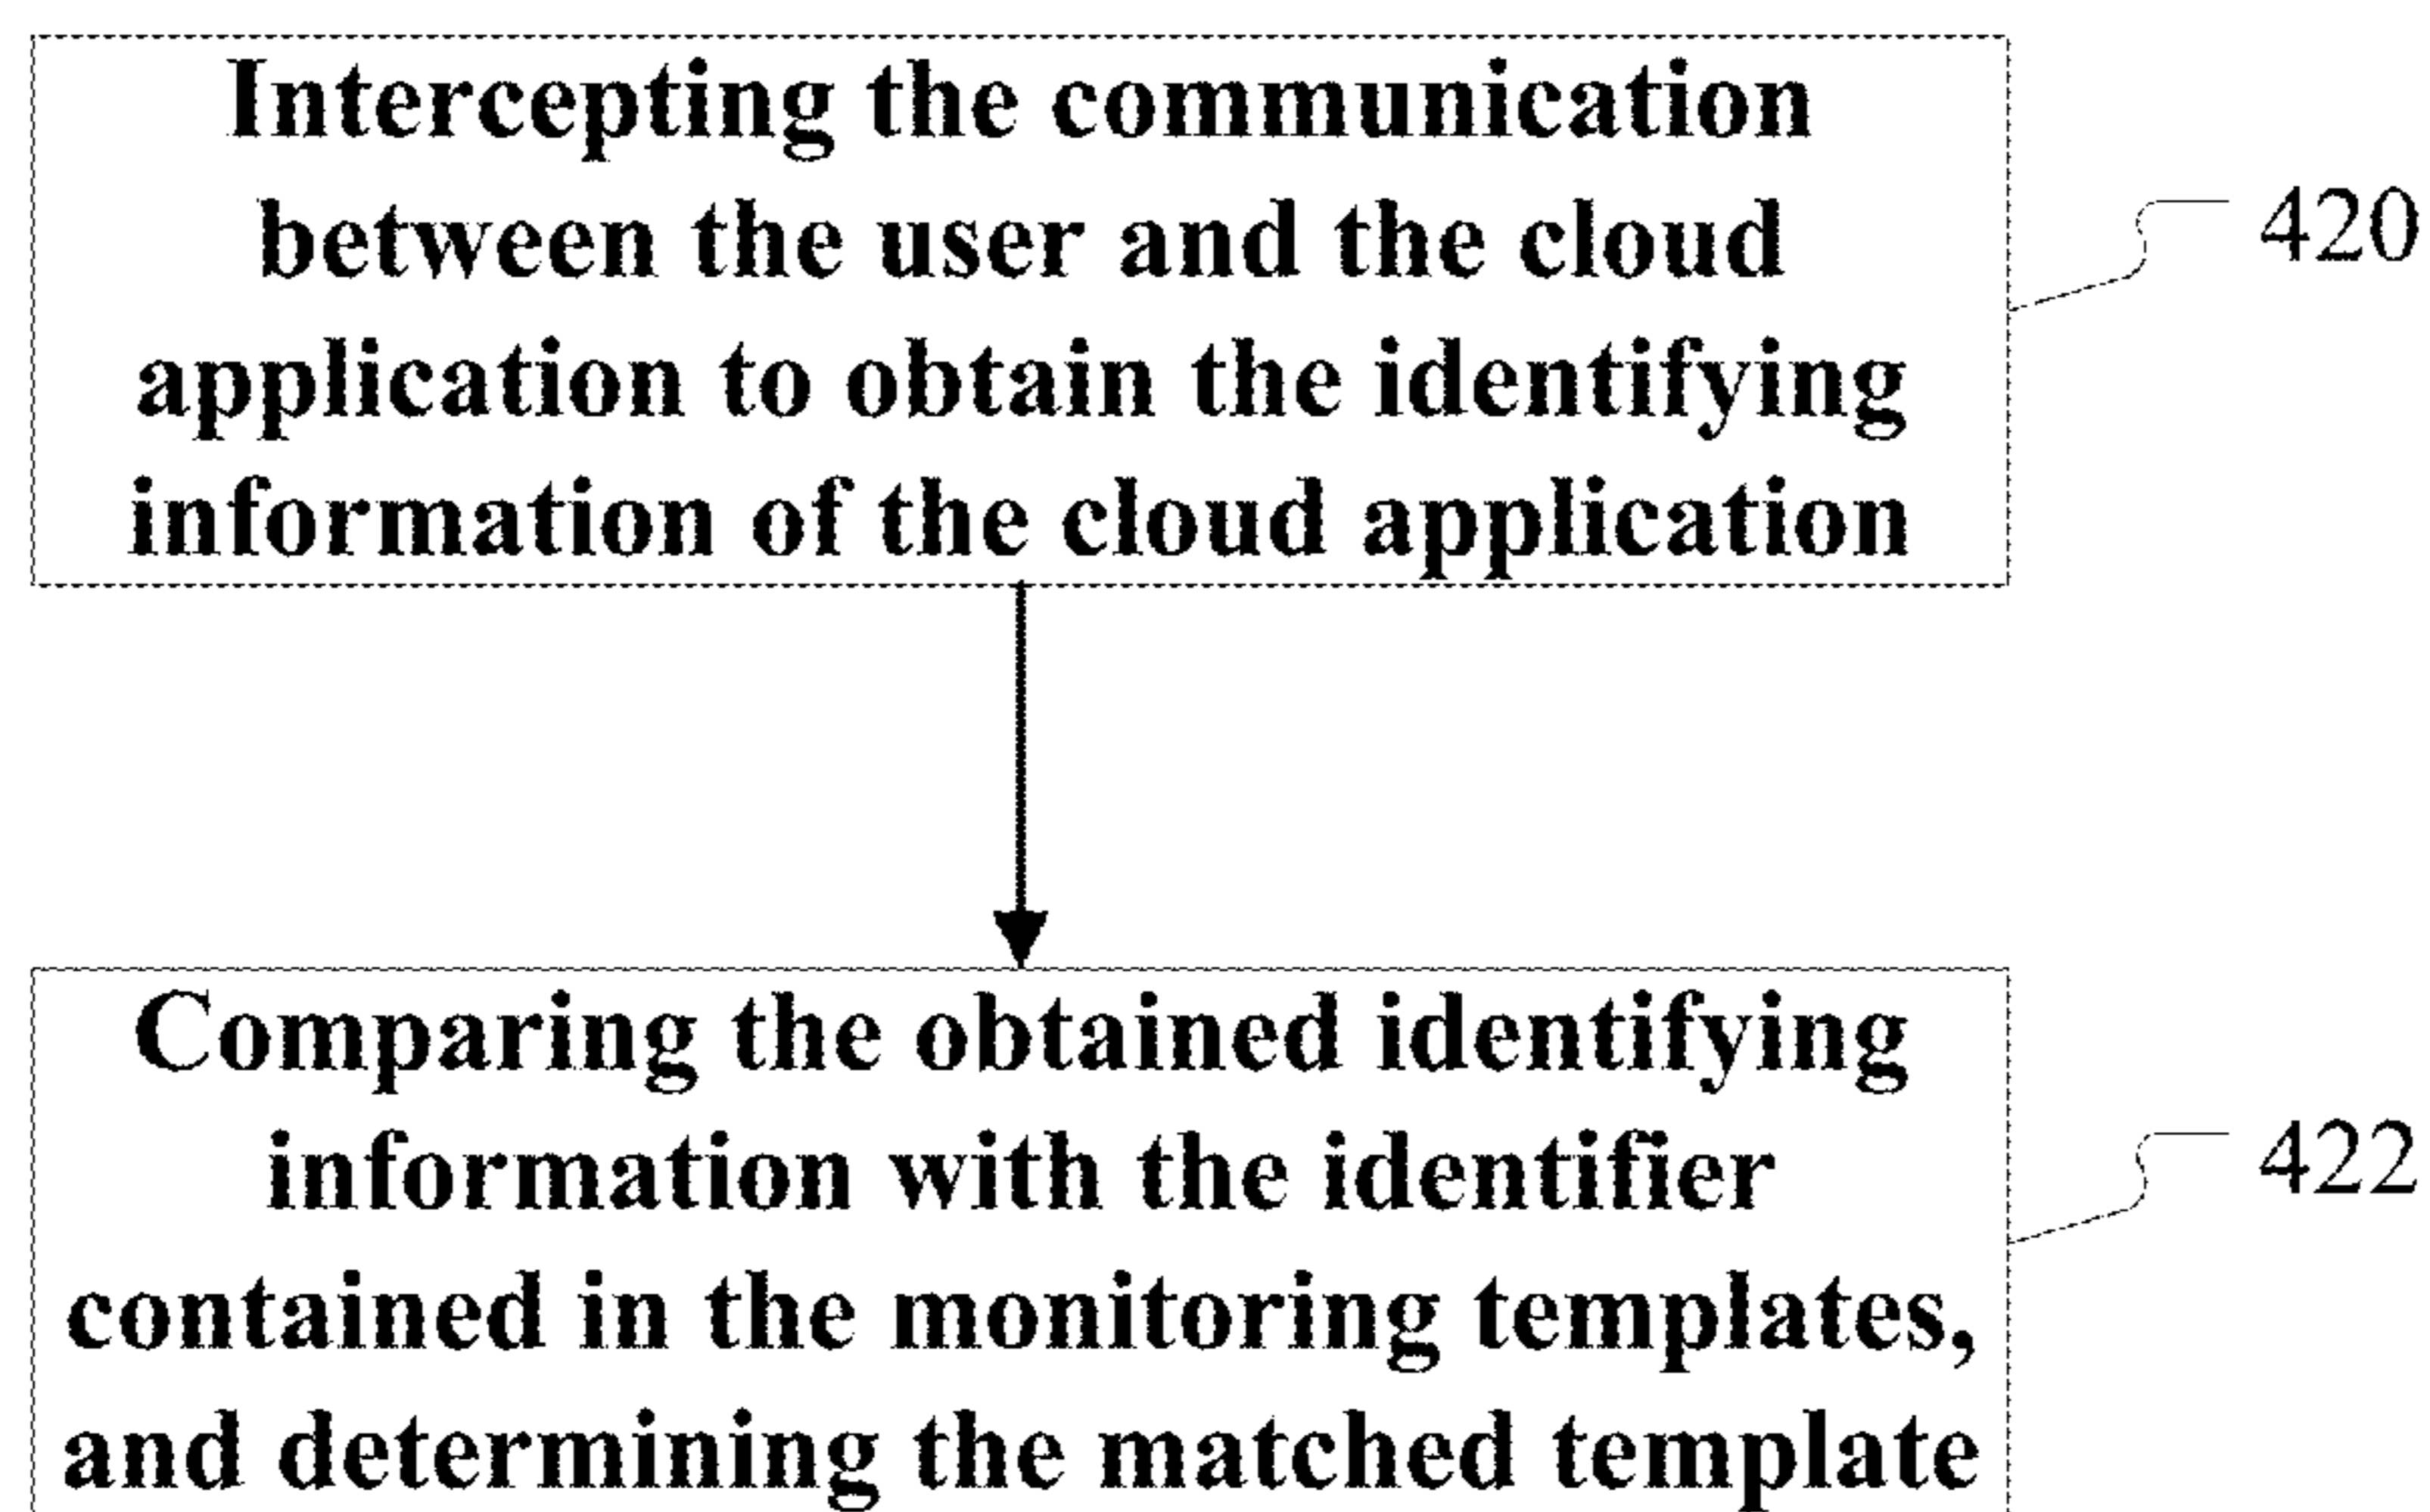 Intercepting the communication
between the user and the cloud
application to obtain the identifying
information of the cloud application
420
Comparing the obtained identifying
information with the identifier
contained in the monitoring templates,
and determining the matched template
422